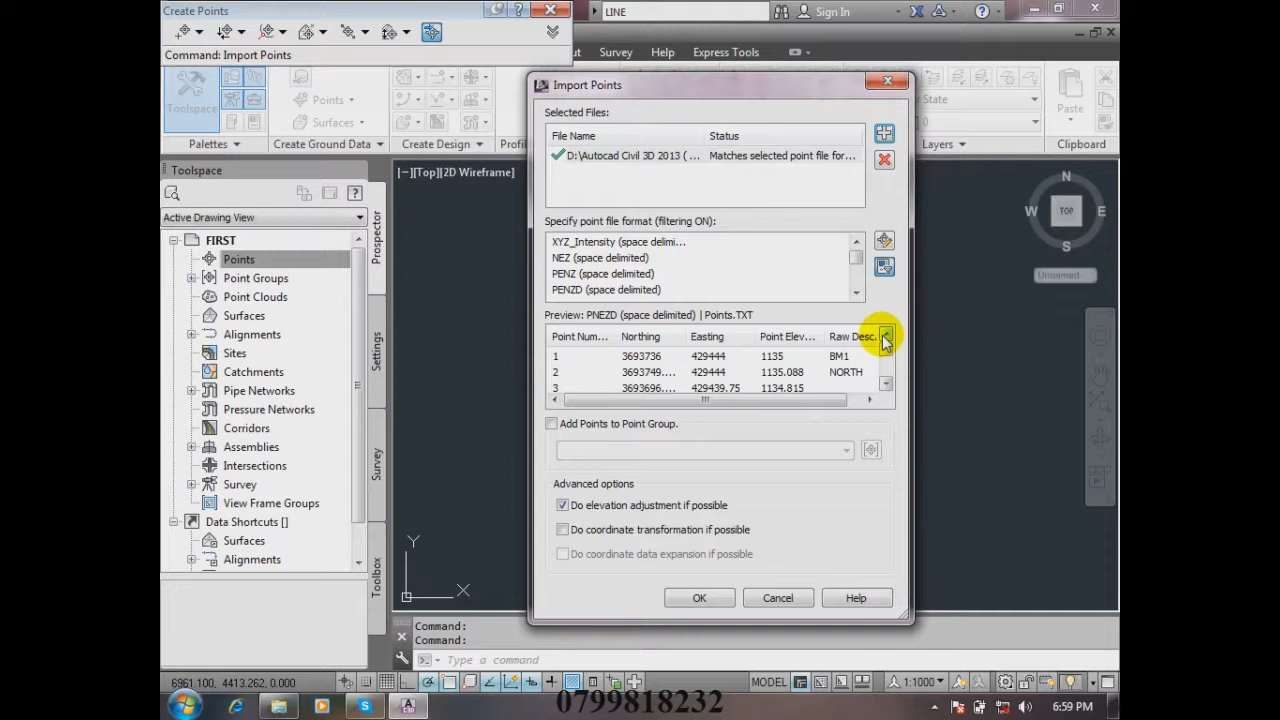 Create Points
LINE
Sign In
ut Survey Help Express Tools
Command: Import Points
Toolspace
Points
Surfaces
Palettes
Create Ground Data
Create Design
Profil
State
0
Layers
Paste
Clipboard
Toolspace
Active Drawing View
FIRST
Points
Point Groups
Point Clouds
Surfaces
Alignments
Sites
Catchments
Pipe Networks
Pressure Networks
Corridors
Assemblies
Intersections
Survey
View Frame Groups
Data Shortcuts []
Surfaces
Alignments
Prospector
Settings
Survey
Toolbox
[−][Top][2D Wireframe]
N
W TOP E
S
Unnamed
Y
X
Import Points
Selected Files:
File Name Status
D:\Autocad Civil 3D 2013 ( ... Matches selected point file for...
Specify point file format (filtering ON):
XYZ_Intensity (space delimi...
NEZ (space delimited)
PENZ (space delimited)
PENZD (space delimited)
Preview: PNEZD (space delimited) | Points.TXT
Point Num... Northing Easting Point Elev... Raw Desc.
1 3693736 429444 1135 BM1
2 3693749.... 429444 1135.088 NORTH
3 3693696.... 429439.75 1134.815
Add Points to Point Group.
Advanced options
Do elevation adjustment if possible
Do coordinate transformation if possible
Do coordinate data expansion if possible
OK Cancel Help
Command:
Command:
Type a command
6961.100, 4413.262, 0.000
MODEL
1:1000
0799818232
6:59 PM